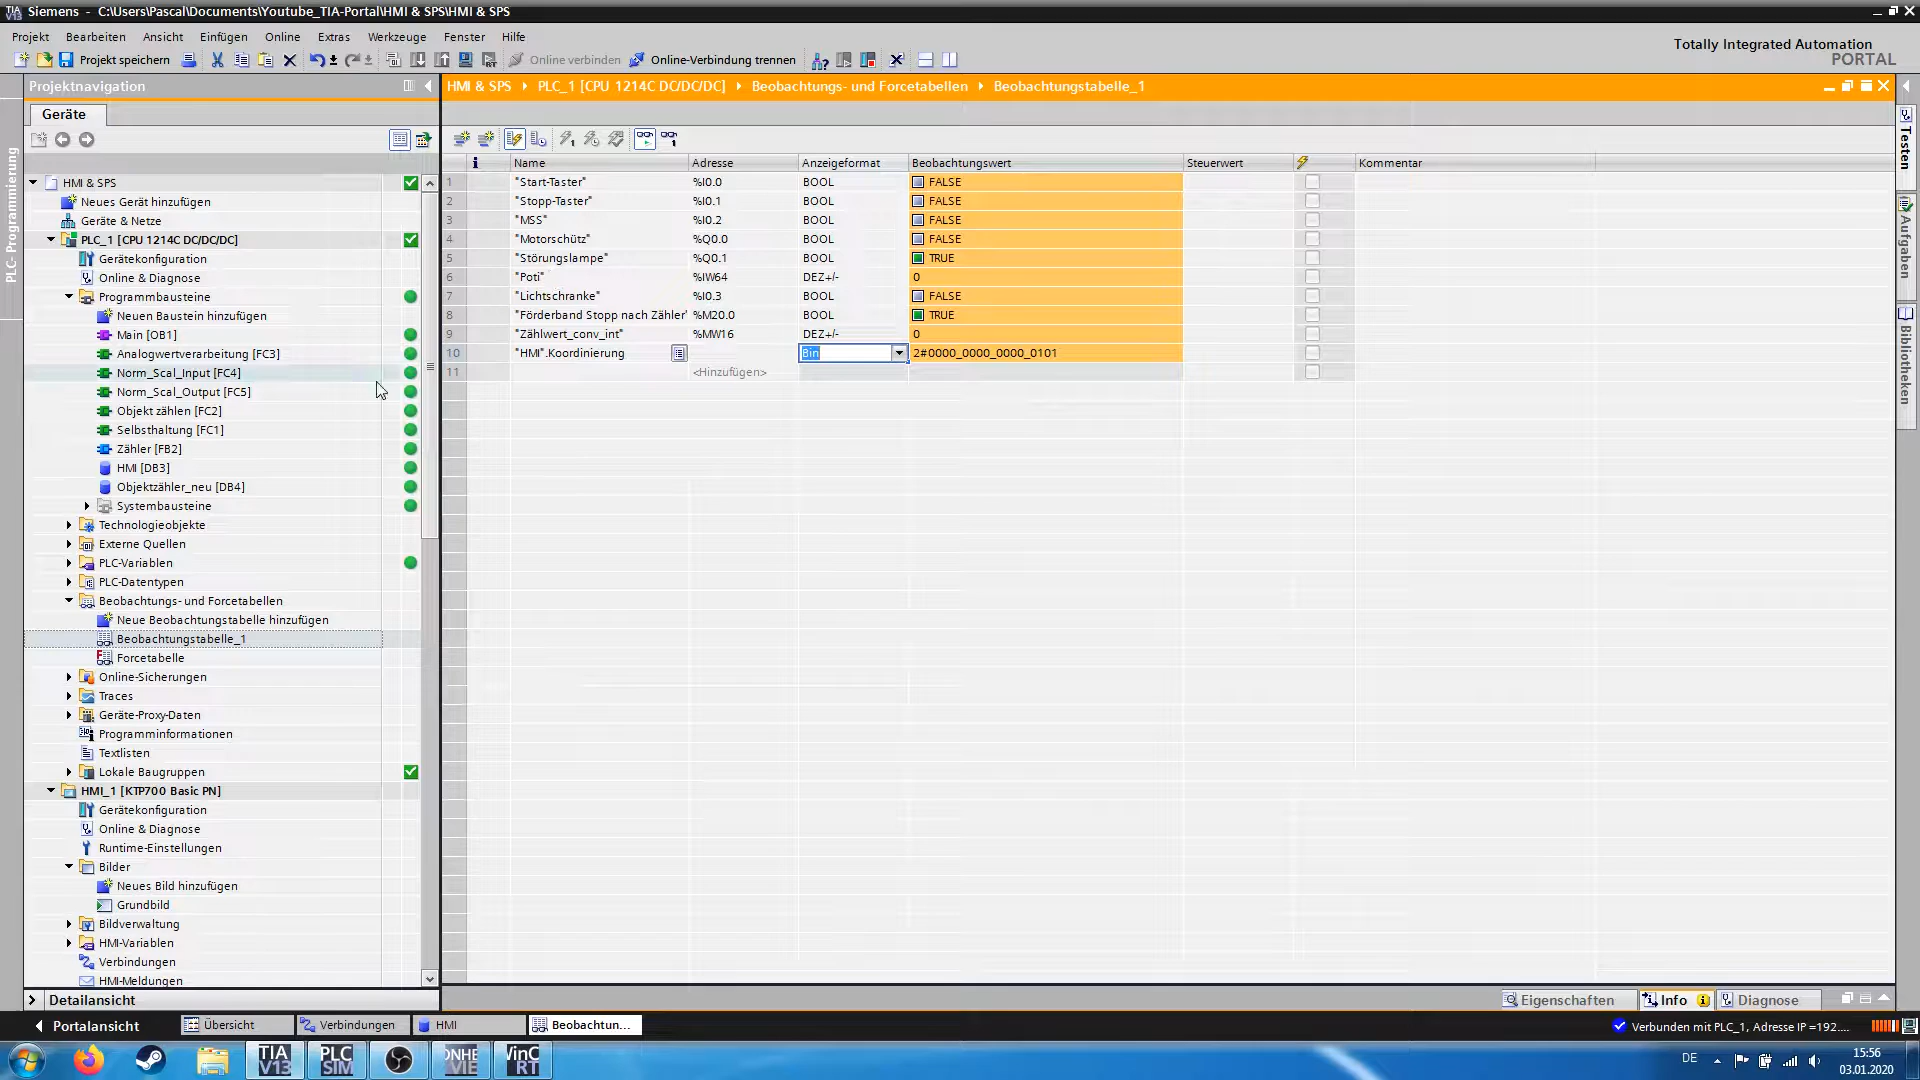 Siemens - C:\Users\Pascal\Documents\Youtube_TIA-Portal\HMI & SPS\HMI & SPS
Projekt Bearbeiten Ansicht Einfügen Online Extras Werkzeuge Fenster Hilfe
Totally Integrated Automation
PORTAL
Projekt speichern Online verbinden Online-Verbindung trennen
Projektnavigation
HMI & SPS PLC_1 [CPU 1214C DC/DC/DC] Beobachtungs- und Forcetabellen Beobachtungstabelle_1
Geräte
PLC- Programmierung
HMI & SPS
Neues Gerät hinzufügen
Geräte & Netze
PLC_1 [CPU 1214C DC/DC/DC]
Gerätekonfiguration
Online & Diagnose
Programmbausteine
Neuen Baustein hinzufügen
Main [OB1]
Analogwertverarbeitung [FC3]
Norm_Scal_Input [FC4]
Norm_Scal_Output [FC5]
Objekt zählen [FC2]
Selbsthaltung [FC1]
Zähler [FB2]
HMI [DB3]
Objektzähler_neu [DB4]
Systembausteine
Technologieobjekte
Externe Quellen
PLC-Variablen
PLC-Datentypen
Beobachtungs- und Forcetabellen
Neue Beobachtungstabelle hinzufügen
Beobachtungstabelle_1
Forcetabelle
Online-Sicherungen
Traces
Geräte-Proxy-Daten
Programminformationen
Textlisten
Lokale Baugruppen
HMI_1 [KTP700 Basic PN]
Gerätekonfiguration
Online & Diagnose
Runtime-Einstellungen
Bilder
Neues Bild hinzufügen
Grundbild
Bildverwaltung
HMI-Variablen
Verbindungen
HMI-Meldungen
Detailansicht
i Name Adresse Anzeigeformat Beobachtungswert Steuerwert Kommentar
1 "Start-Taster" %I0.0 BOOL FALSE
2 "Stopp-Taster" %I0.1 BOOL FALSE
3 "MSS" %I0.2 BOOL FALSE
4 "Motorschütz" %Q0.0 BOOL FALSE
5 "Störungslampe" %Q0.1 BOOL TRUE
6 "Poti" %IW64 DEZ+/- 0
7 "Lichtschranke" %I0.3 BOOL FALSE
8 "Förderband Stopp nach Zähler" %M20.0 BOOL TRUE
9 "Zählwert_conv_int" %MW16 DEZ+/- 0
10 "HMI".Koordinierung Bin 2#0000_0000_0000_0101
11 <Hinzufügen>
Testen
Aufgaben
Bibliotheken
Eigenschaften Info Diagnose
Portalansicht Übersicht Verbindungen HMI Beobachtun...
Verbunden mit PLC_1, Adresse IP =192....
TIA V13 PLC SIM WinC RT
DE 15:56
03.01.2020